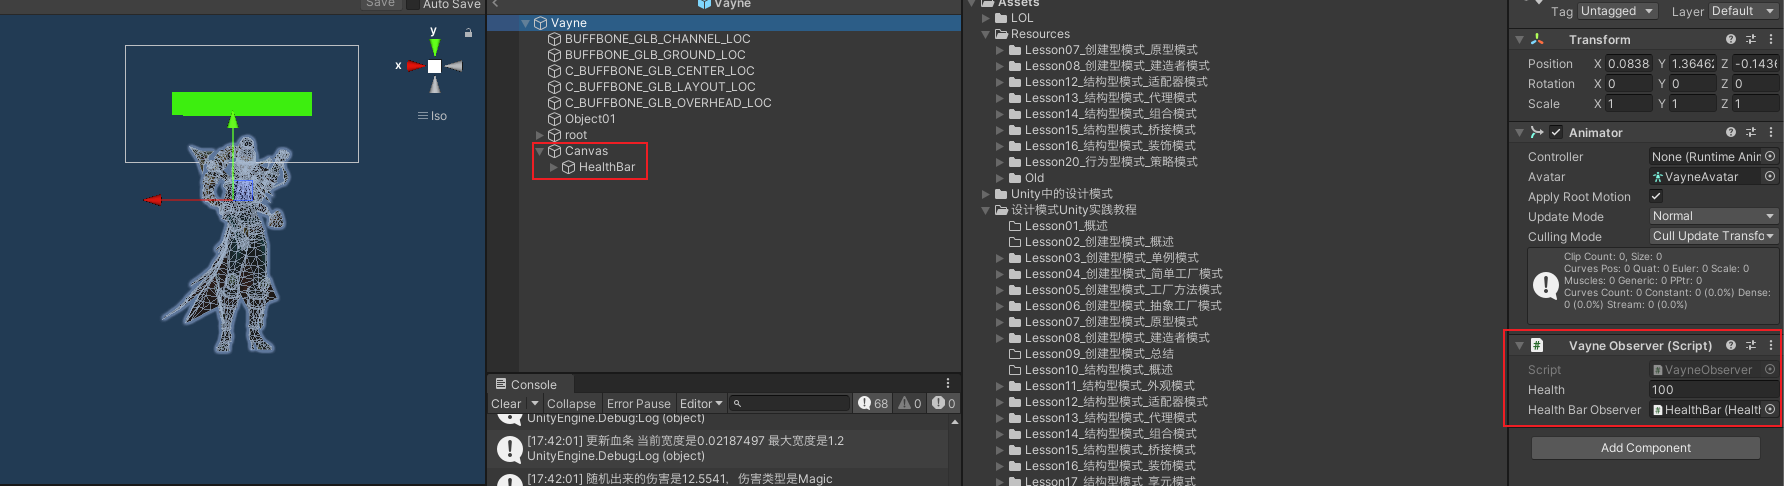 Save
Auto Save
y
x
Iso
Vayne
Vayne
BUFFBONE_GLB_CHANNEL_LOC
BUFFBONE_GLB_GROUND_LOC
C_BUFFBONE_GLB_CENTER_LOC
C_BUFFBONE_GLB_LAYOUT_LOC
C_BUFFBONE_GLB_OVERHEAD_LOC
Object01
root
Canvas
HealthBar
Console
Clear
Collapse
Error Pause
Editor
68
0
0
UnityEngine.Debug:Log (object)
[17:42:01] 更新血条 当前宽度是0.02187497 最大宽度是1.2
UnityEngine.Debug:Log (object)
[17:42:01] 随机出来的伤害是12.5541，伤害类型是Magic
Assets
LOL
Resources
Lesson07_创建型模式_原型模式
Lesson08_创建型模式_建造者模式
Lesson12_结构型模式_适配器模式
Lesson13_结构型模式_代理模式
Lesson14_结构型模式_组合模式
Lesson15_结构型模式_桥接模式
Lesson16_结构型模式_装饰模式
Lesson20_行为型模式_策略模式
Old
Unity中的设计模式
设计模式Unity实践教程
Lesson01_概述
Lesson02_创建型模式_概述
Lesson03_创建型模式_单例模式
Lesson04_创建型模式_简单工厂模式
Lesson05_创建型模式_工厂方法模式
Lesson06_创建型模式_抽象工厂模式
Lesson07_创建型模式_原型模式
Lesson08_创建型模式_建造者模式
Lesson09_创建型模式_总结
Lesson10_结构型模式_概述
Lesson11_结构型模式_外观模式
Lesson12_结构型模式_适配器模式
Lesson13_结构型模式_代理模式
Lesson14_结构型模式_组合模式
Lesson15_结构型模式_桥接模式
Lesson16_结构型模式_装饰模式
Lesson17_结构型模式_享元模式
Tag Untagged Layer Default
Transform
Position X 0.0838 Y 1.36462 Z -0.1436
Rotation X 0 Y 0 Z 0
Scale X 1 Y 1 Z 1
Animator
Controller None (Runtime Anim
Avatar VayneAvatar
Apply Root Motion
Update Mode Normal
Culling Mode Cull Update Transfo
Clip Count: 0, Size: 0
Curves Pos: 0 Quat: 0 Euler: 0 Scale: 0
Muscles: 0 Generic: 0 PPtr: 0
Curves Count: 0 Constant: 0 (0.0%) Dense:
0 (0.0%) Stream: 0 (0.0%)
Vayne Observer (Script)
Script VayneObserver
Health 100
Health Bar Observer HealthBar (Healt
Add Component